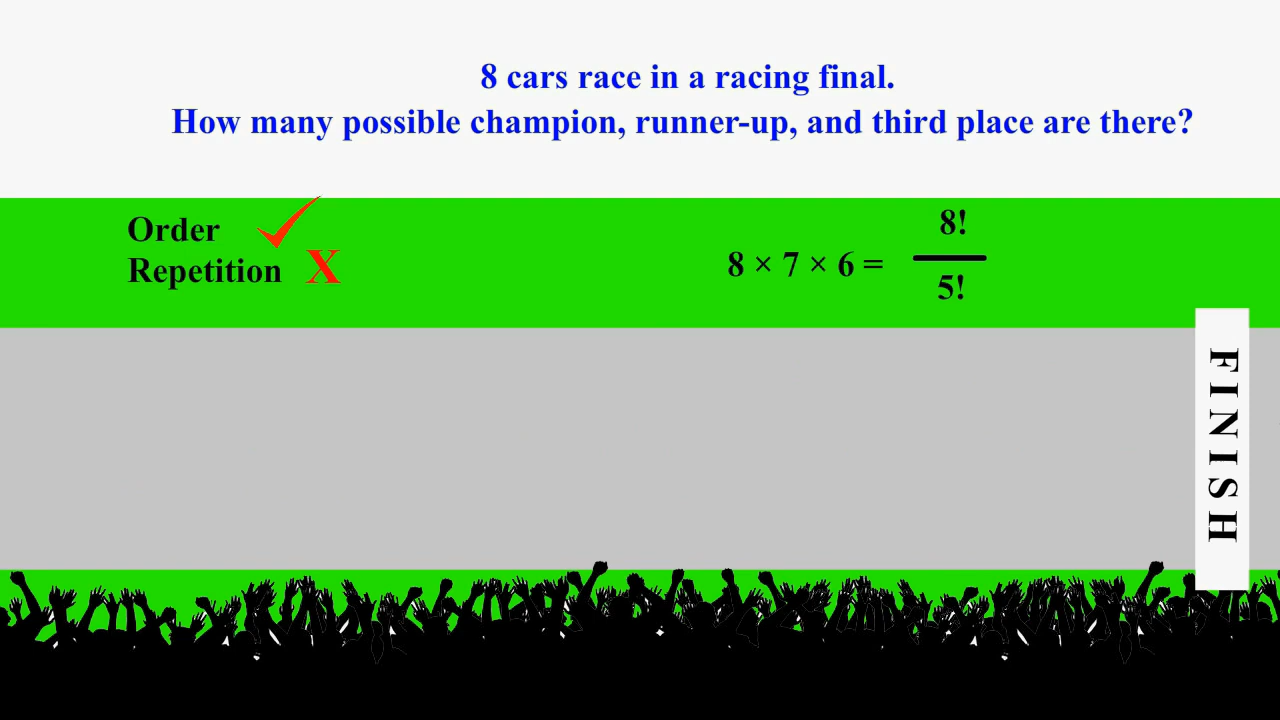 8 cars race in a racing final.
How many possible champion, runner-up, and third place are there?
Order
Repetition X
8 × 7 × 6 =
8!
5!
FINISH